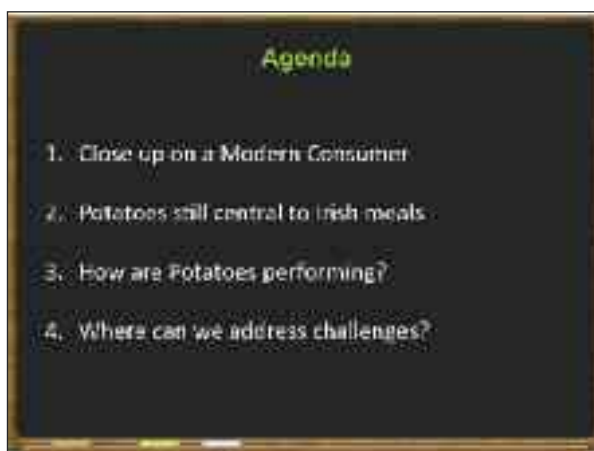 Agenda
1. Close up on a Modern Consumer
2. Potatoes still central to Irish meals
3. How are Potatoes performing?
4. Where can we address challenges?